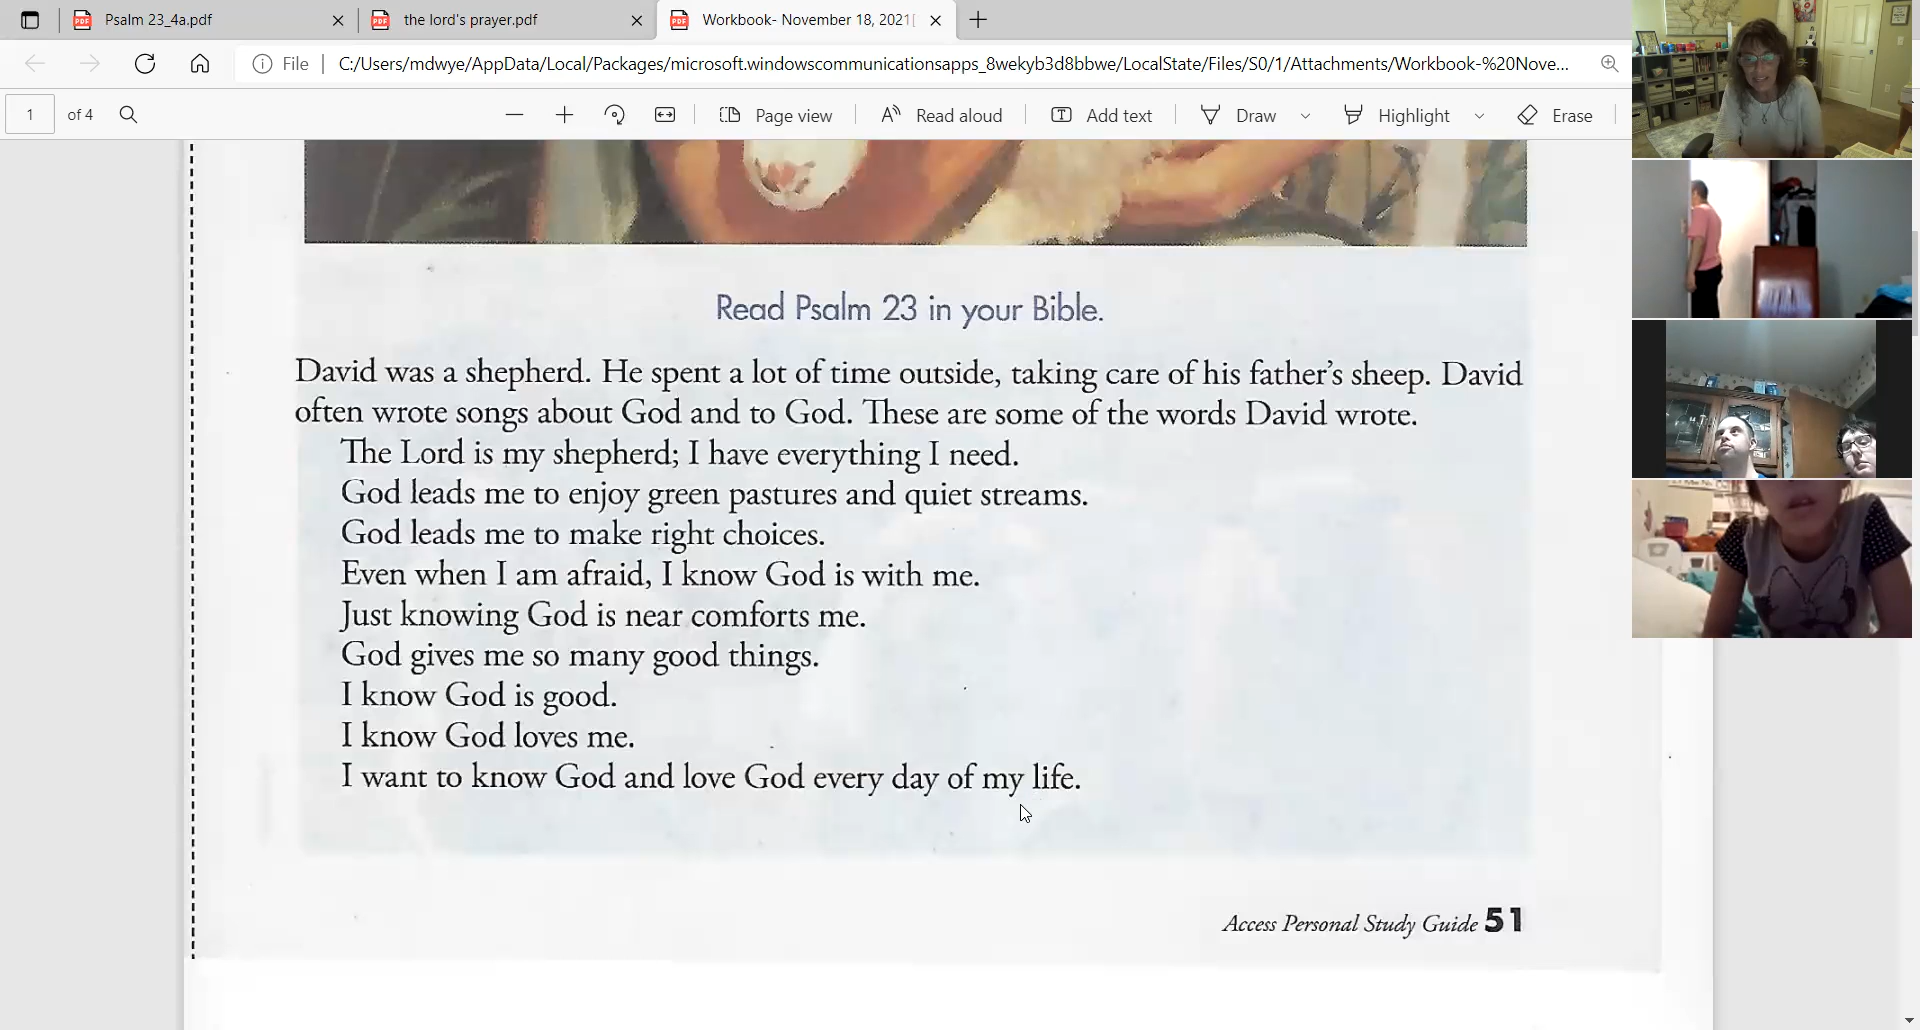 Psalm 23_4a.pdf
the lord's prayer.pdf
Workbook- November 18, 2021[
File
C:/Users/mdwye/AppData/Local/Packages/microsoft.windowscommunicationsapps_8wekyb3d8bbwe/LocalState/Files/S0/1/Attachments/Workbook-%20Nove...
1 of 4
Page view
A» Read aloud
T Add text
Draw
Highlight
Erase
Read Psalm 23 in your Bible.
David was a shepherd. He spent a lot of time outside, taking care of his father's sheep. David
often wrote songs about God and to God. These are some of the words David wrote.
The Lord is my shepherd; I have everything I need.
God leads me to enjoy green pastures and quiet streams.
God leads me to make right choices.
Even when I am afraid, I know God is with me.
Just knowing God is near comforts me.
God gives me so many good things.
I know God is good.
I know God loves me.
I want to know God and love God every day of my life.
Access Personal Study Guide 51